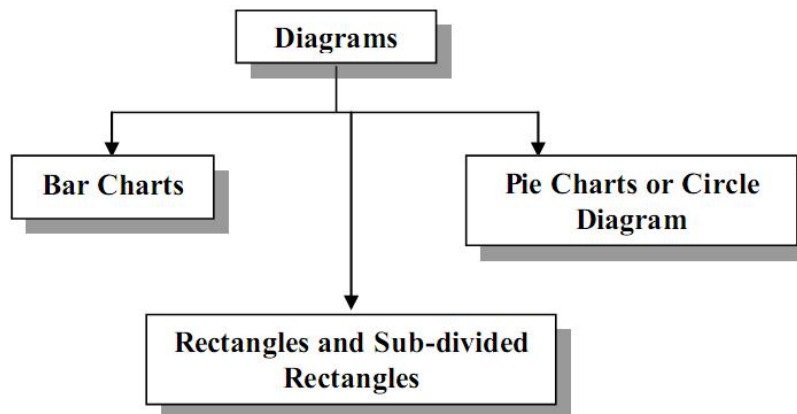 Diagrams
Bar Charts
Pie Charts or Circle
Diagram
Rectangles and Sub-divided
Rectangles